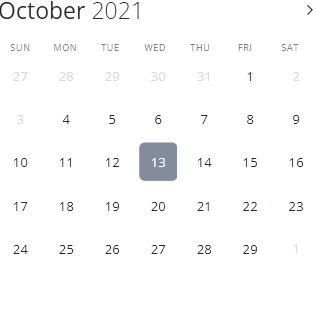 October 2021
SUN MON TUE WED THU FRI SAT
27 28 29 30 31 1 2
3 4 5 6 7 8 9
10 11 12 13 14 15 16
17 18 19 20 21 22 23
24 25 26 27 28 29 1